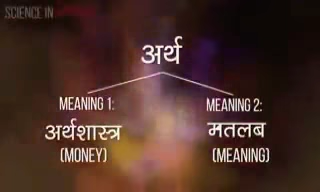 SCIENCE IN
अर्थ
MEANING 1:
MEANING 2:
अर्थशास्त्र
मतलब
(MONEY)
(MEANING)